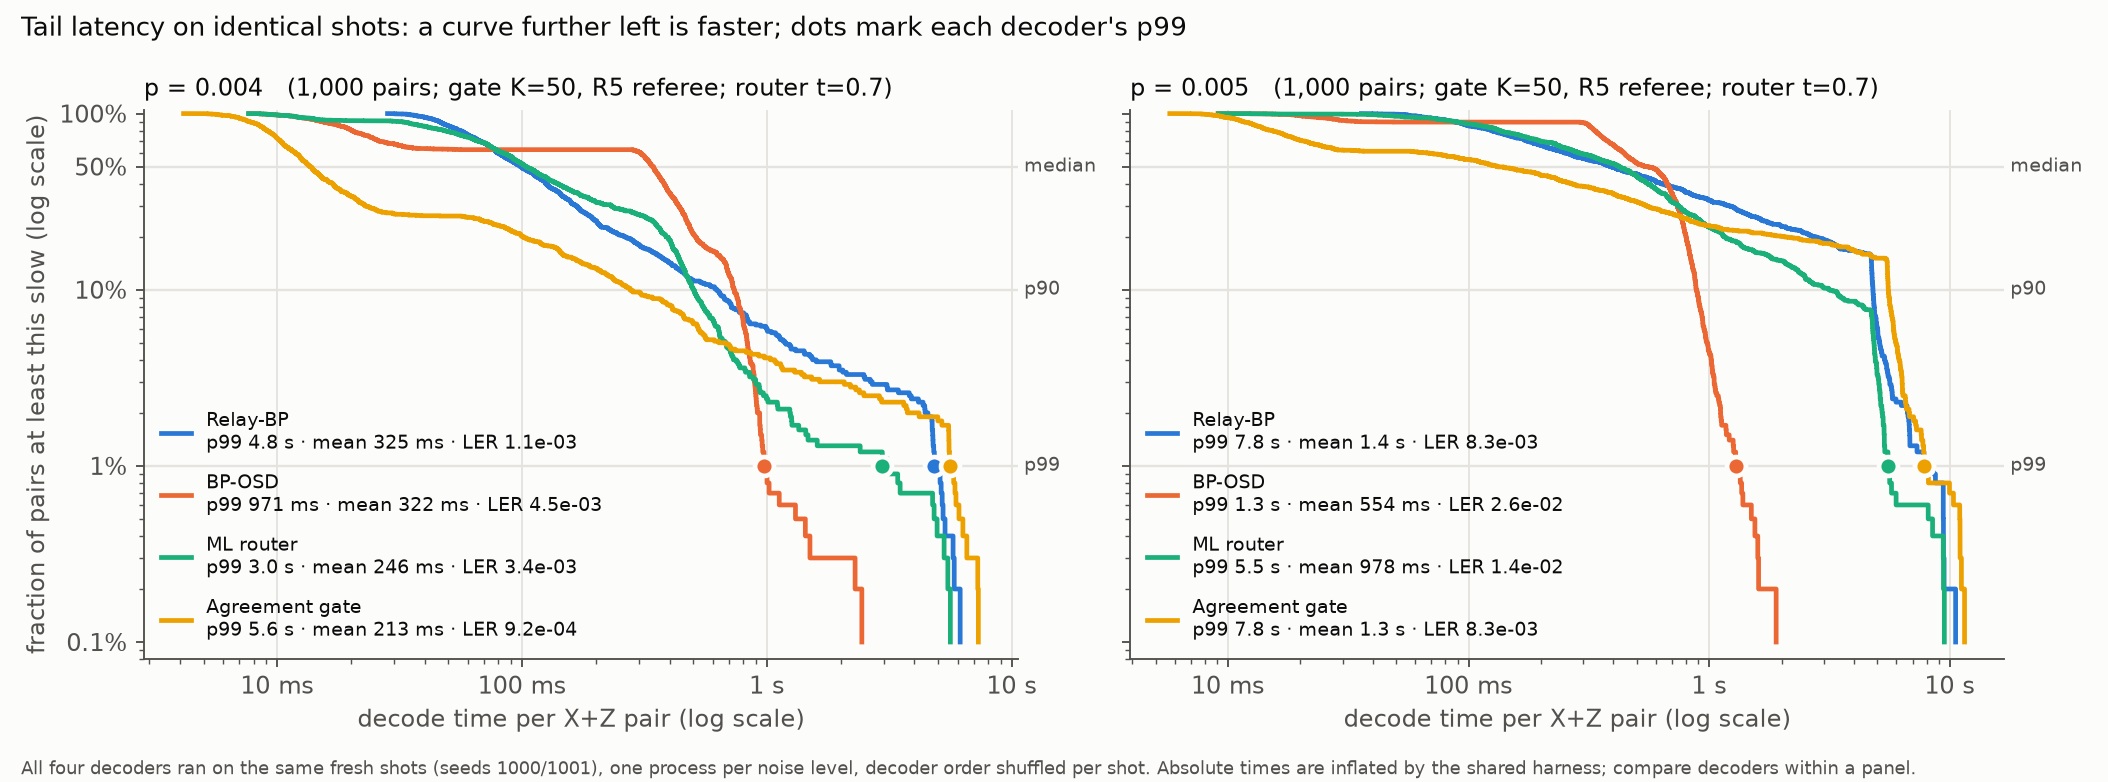 Tail latency on identical shots: a curve further left is faster; dots mark each decoder's p99
p = 0.004   (1,000 pairs; gate K=50, R5 referee; router t=0.7)
fraction of pairs at least this slow (log scale)
100%
50%
10%
1%
0.1%
median
p90
p99
Relay-BP
p99 4.8 s · mean 325 ms · LER 1.1e-03
BP-OSD
p99 971 ms · mean 322 ms · LER 4.5e-03
ML router
p99 3.0 s · mean 246 ms · LER 3.4e-03
Agreement gate
p99 5.6 s · mean 213 ms · LER 9.2e-04
10 ms
100 ms
1 s
10 s
decode time per X+Z pair (log scale)
p = 0.005   (1,000 pairs; gate K=50, R5 referee; router t=0.7)
median
p90
p99
Relay-BP
p99 7.8 s · mean 1.4 s · LER 8.3e-03
BP-OSD
p99 1.3 s · mean 554 ms · LER 2.6e-02
ML router
p99 5.5 s · mean 978 ms · LER 1.4e-02
Agreement gate
p99 7.8 s · mean 1.3 s · LER 8.3e-03
10 ms
100 ms
1 s
10 s
decode time per X+Z pair (log scale)
All four decoders ran on the same fresh shots (seeds 1000/1001), one process per noise level, decoder order shuffled per shot. Absolute times are inflated by the shared harness; compare decoders within a panel.